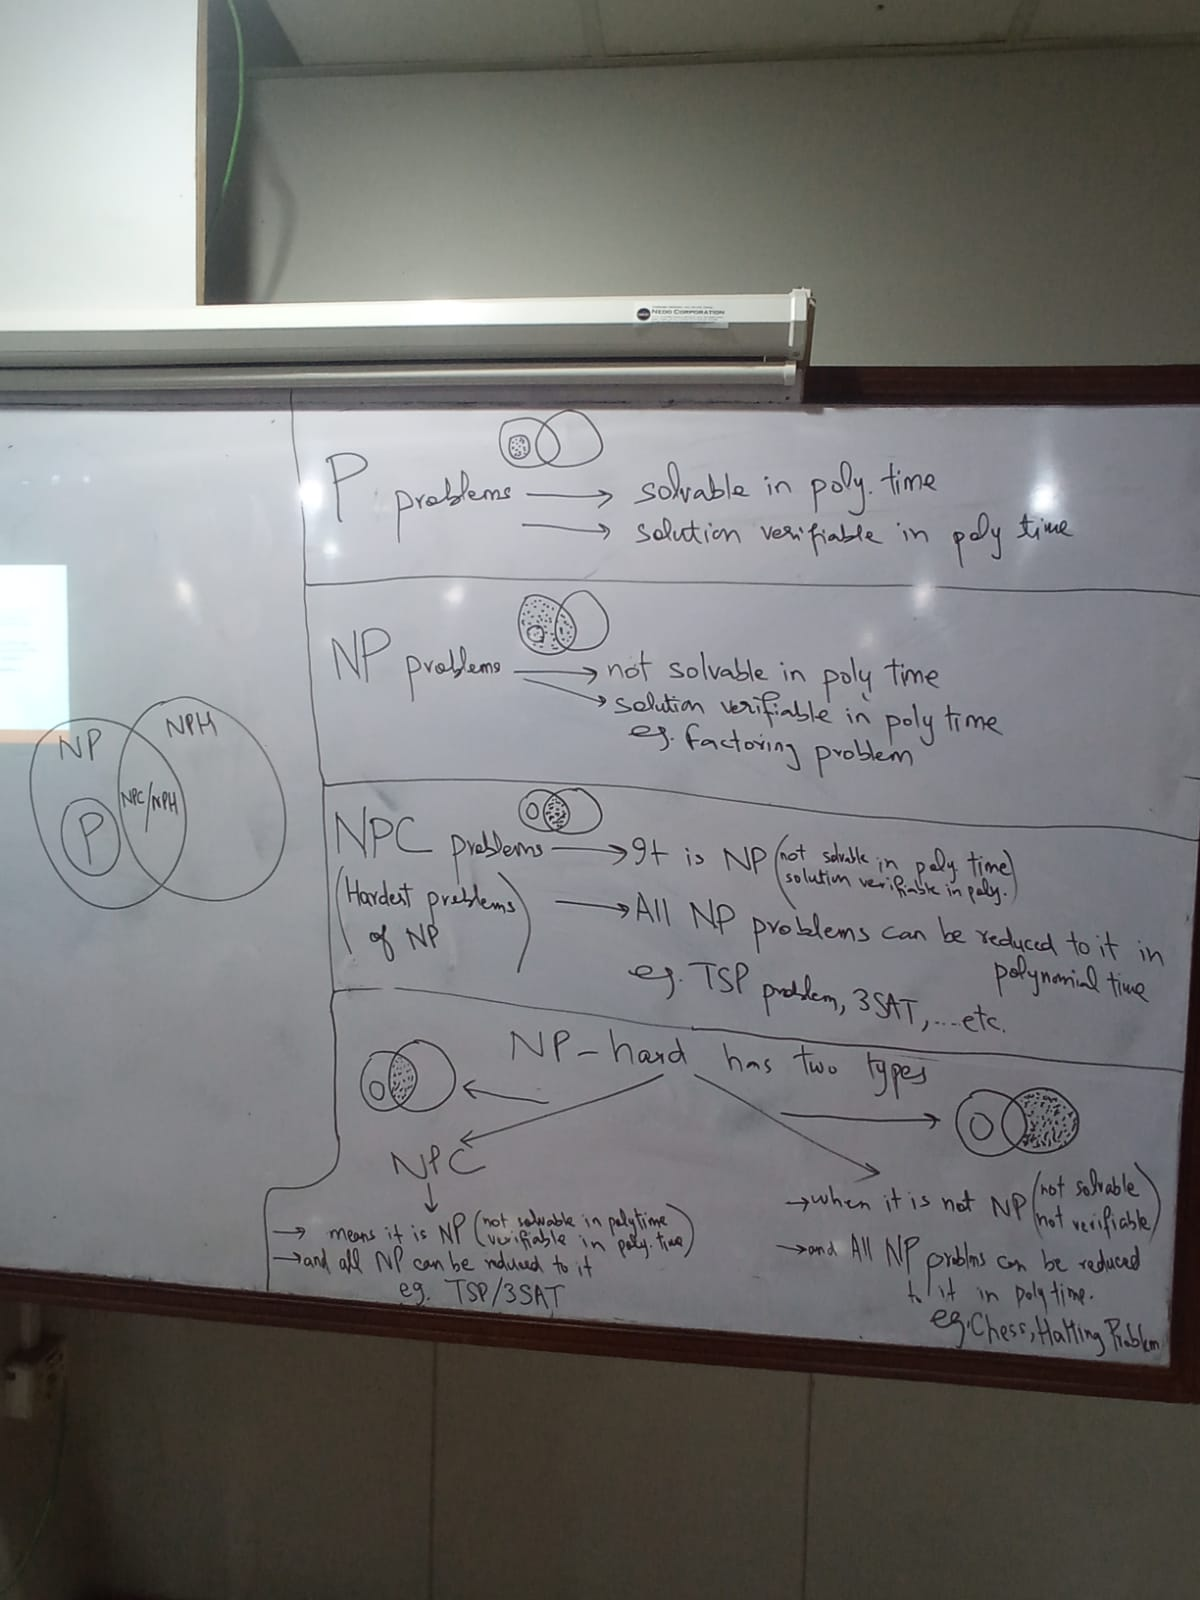 NEDO CORPORATION
P problems → solvable in poly. time
→ solution verifiable in poly time
NP problems → not solvable in poly time
→ solution verifiable in poly time
eg. factoring problem
NP
NPH
NPC/NPH
P
NPC problems → It is NP (not solvable in poly time)
solution verifiable in poly.
(Hardest problems
of NP)
→ All NP problems can be reduced to it in
polynomial time
eg. TSP problem, 3SAT, ....etc.
NP-hard has two types
NPC
→ means it is NP (not solvable in polytime
verifiable in poly.time)
→ and all NP can be reduced to it
eg. TSP/3SAT
→ when it is not NP (not solvable
not verifiable)
→ and All NP problms can be reduced
to it in poly time.
eg. Chess, Halting Problem